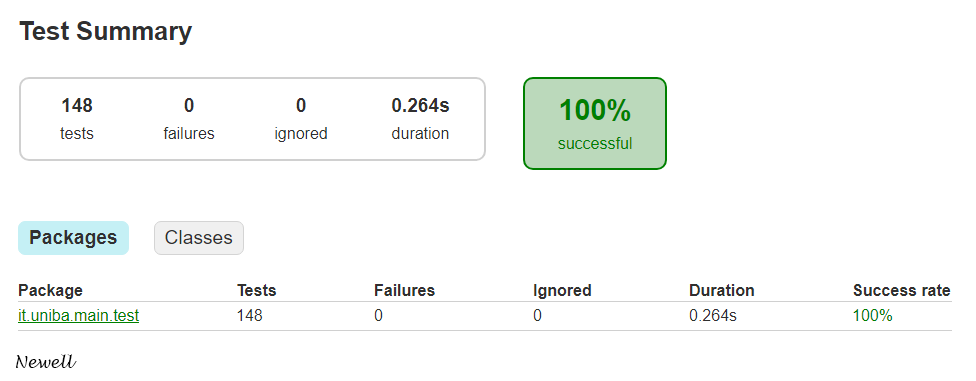 Test Summary
148 0 0 0.264s
tests failures ignored duration
100%
successful
Packages Classes
Package Tests Failures Ignored Duration Success rate
it.uniba.main.test 148 0 0 0.264s 100%
Newell